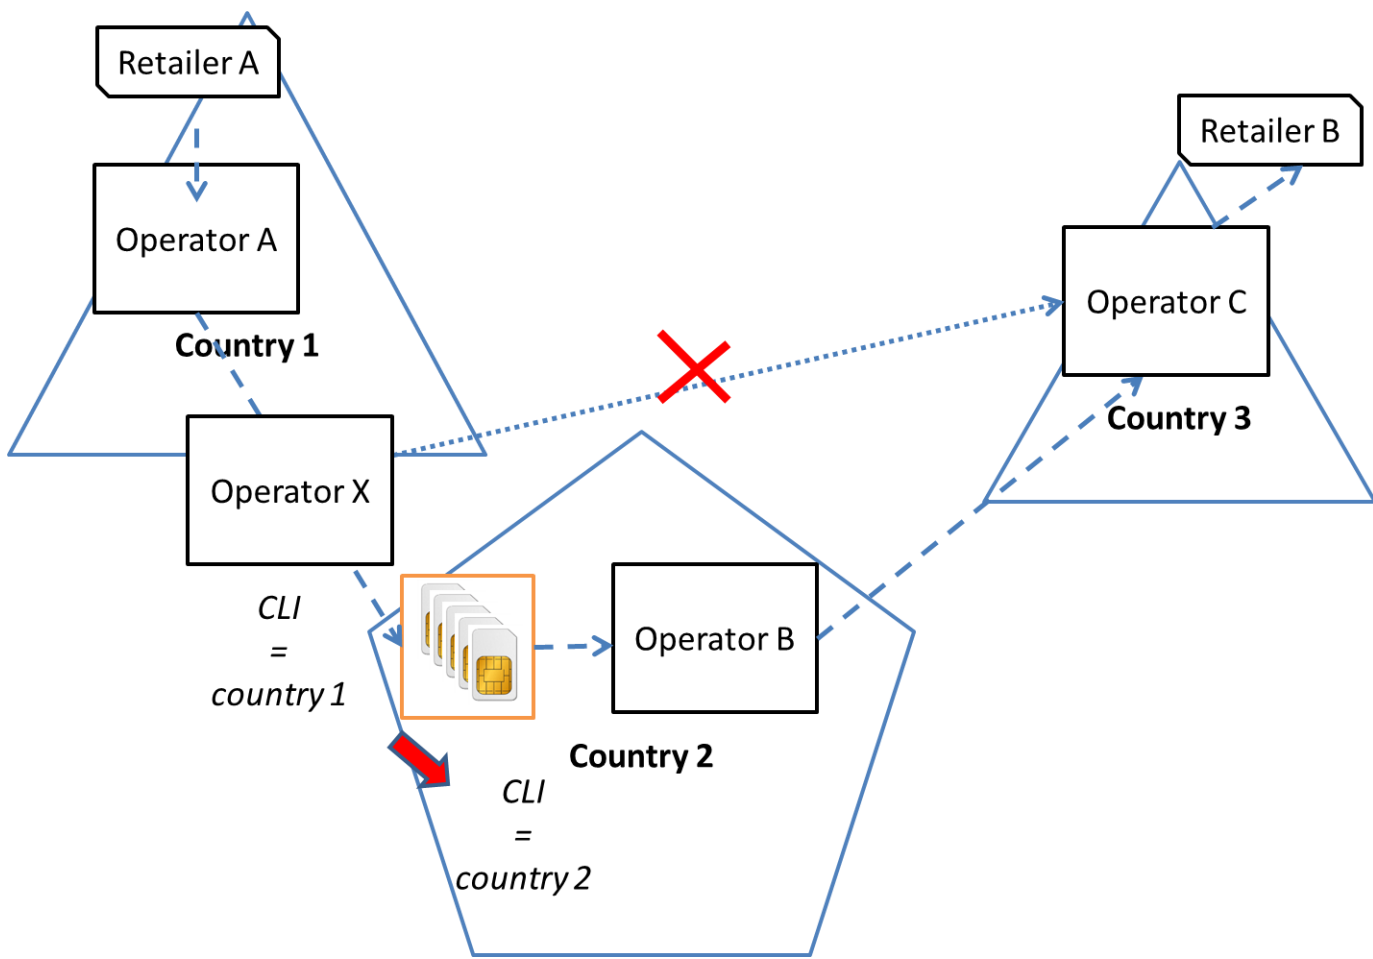 Retailer A
Retailer B
Operator A
Operator C
Country 1
Country 3
Operator X
CLI
=
country 1
Operator B
Country 2
CLI
=
country 2